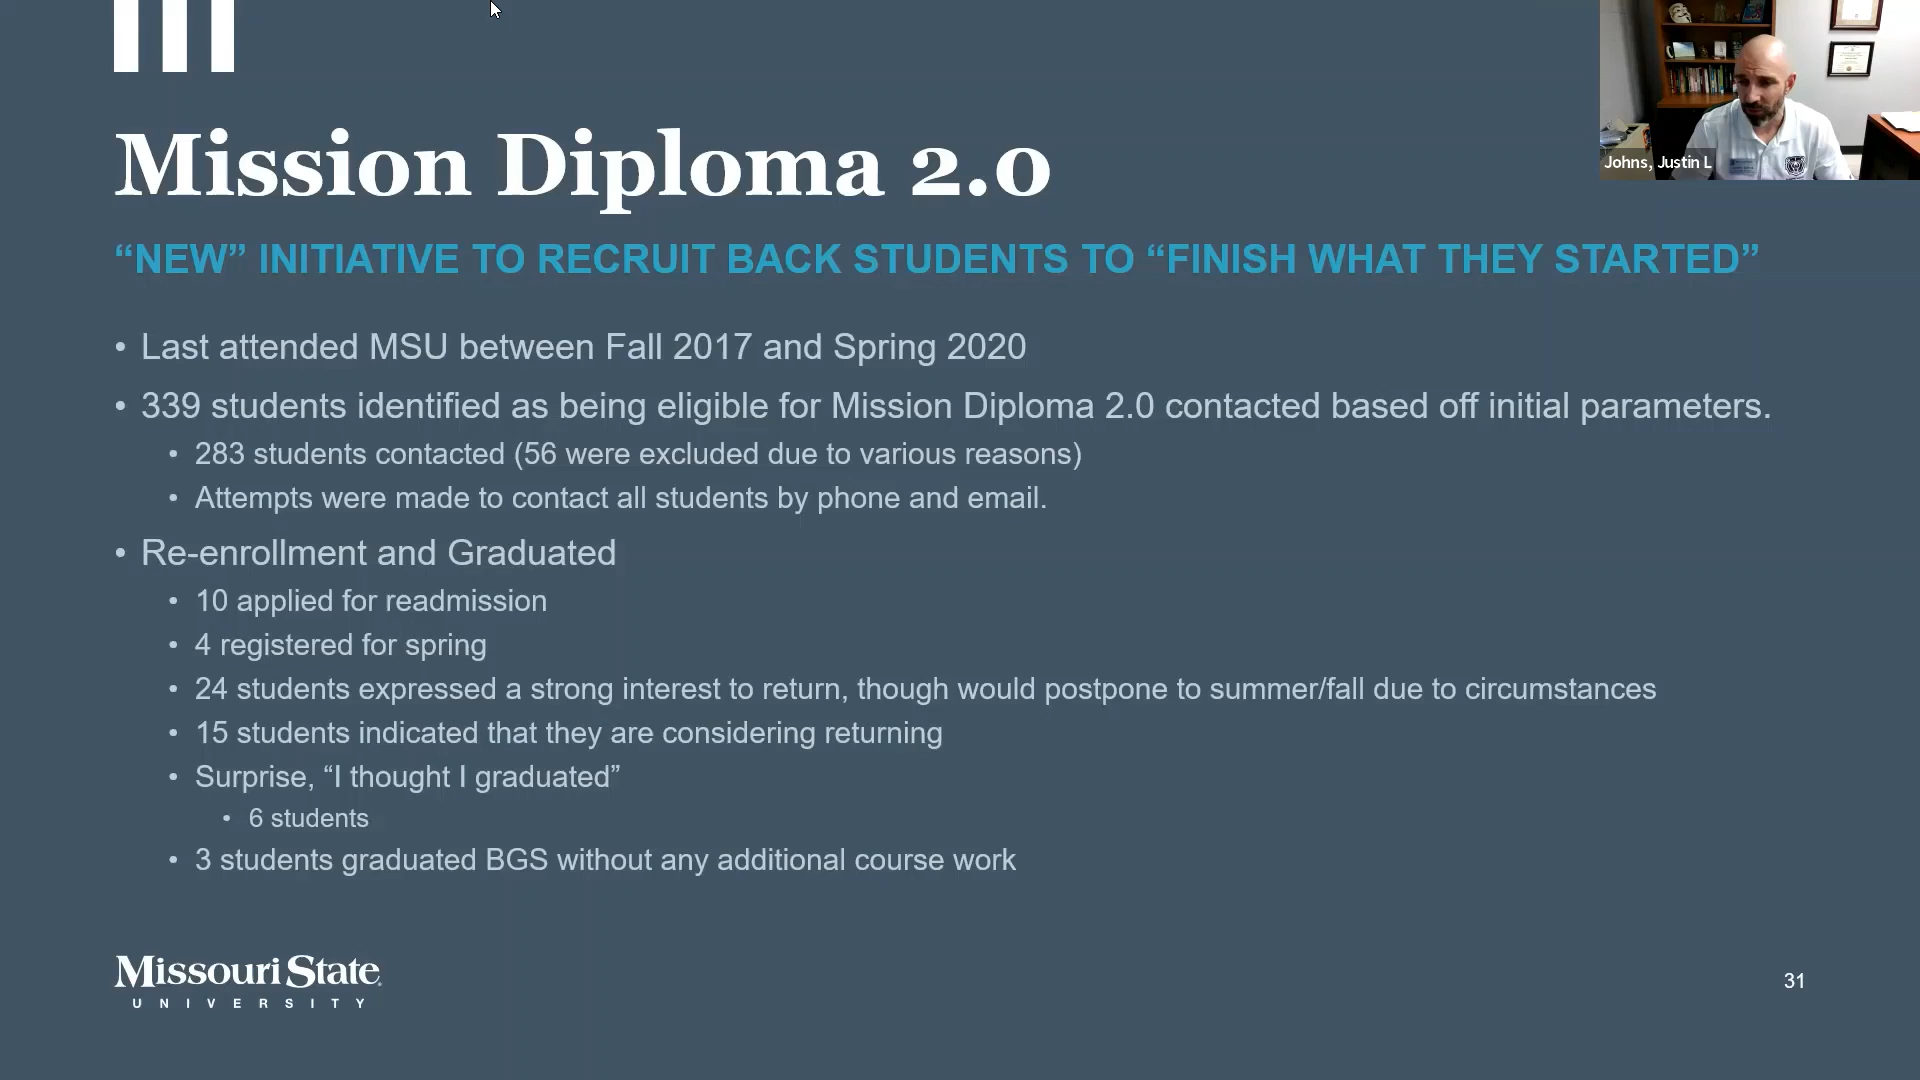 Johns, Justin L
Mission Diploma 2.0
“NEW” INITIATIVE TO RECRUIT BACK STUDENTS TO “FINISH WHAT THEY STARTED”
• Last attended MSU between Fall 2017 and Spring 2020
• 339 students identified as being eligible for Mission Diploma 2.0 contacted based off initial parameters.
• 283 students contacted (56 were excluded due to various reasons)
• Attempts were made to contact all students by phone and email.
• Re-enrollment and Graduated
• 10 applied for readmission
• 4 registered for spring
• 24 students expressed a strong interest to return, though would postpone to summer/fall due to circumstances
• 15 students indicated that they are considering returning
• Surprise, “I thought I graduated”
• 6 students
• 3 students graduated BGS without any additional course work
Missouri State
UNIVERSITY
31